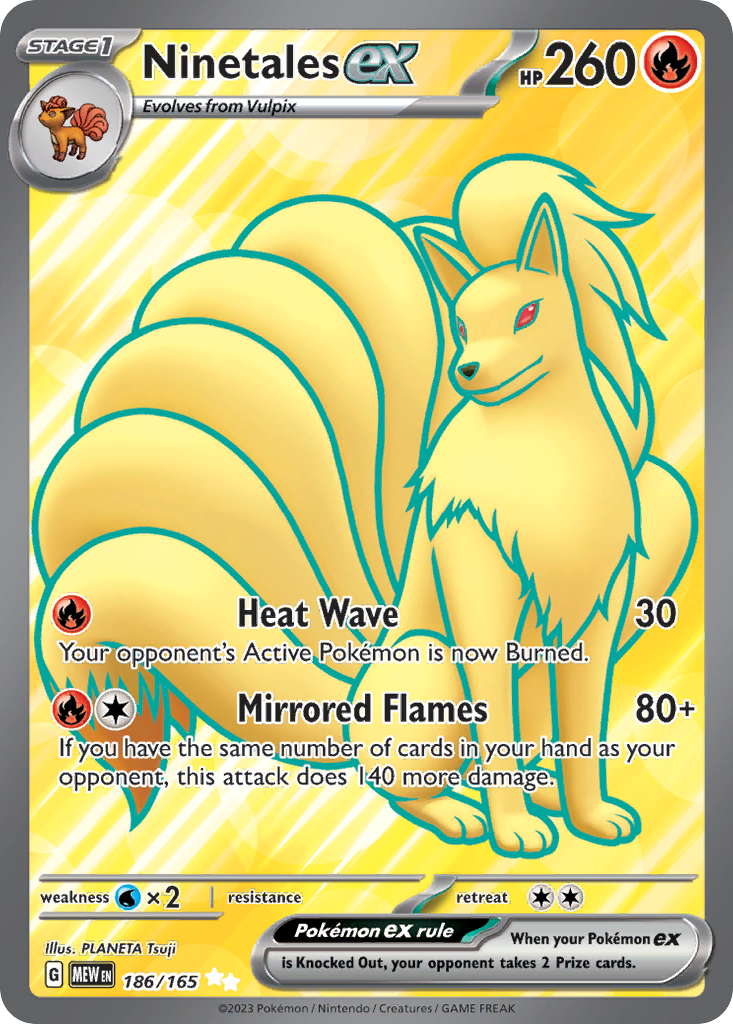 STAGE1
Ninetales ex
HP 260
Evolves from Vulpix
Heat Wave 30
Your opponent's Active Pokémon is now Burned.
Mirrored Flames 80+
If you have the same number of cards in your hand as your
opponent, this attack does 140 more damage.
weakness ×2 resistance retreat
Illus. PLANETA Tsuji
Pokémon ex rule
When your Pokémon ex
is Knocked Out, your opponent takes 2 Prize cards.
G MEW EN 186/165
©2023 Pokémon / Nintendo / Creatures / GAME FREAK